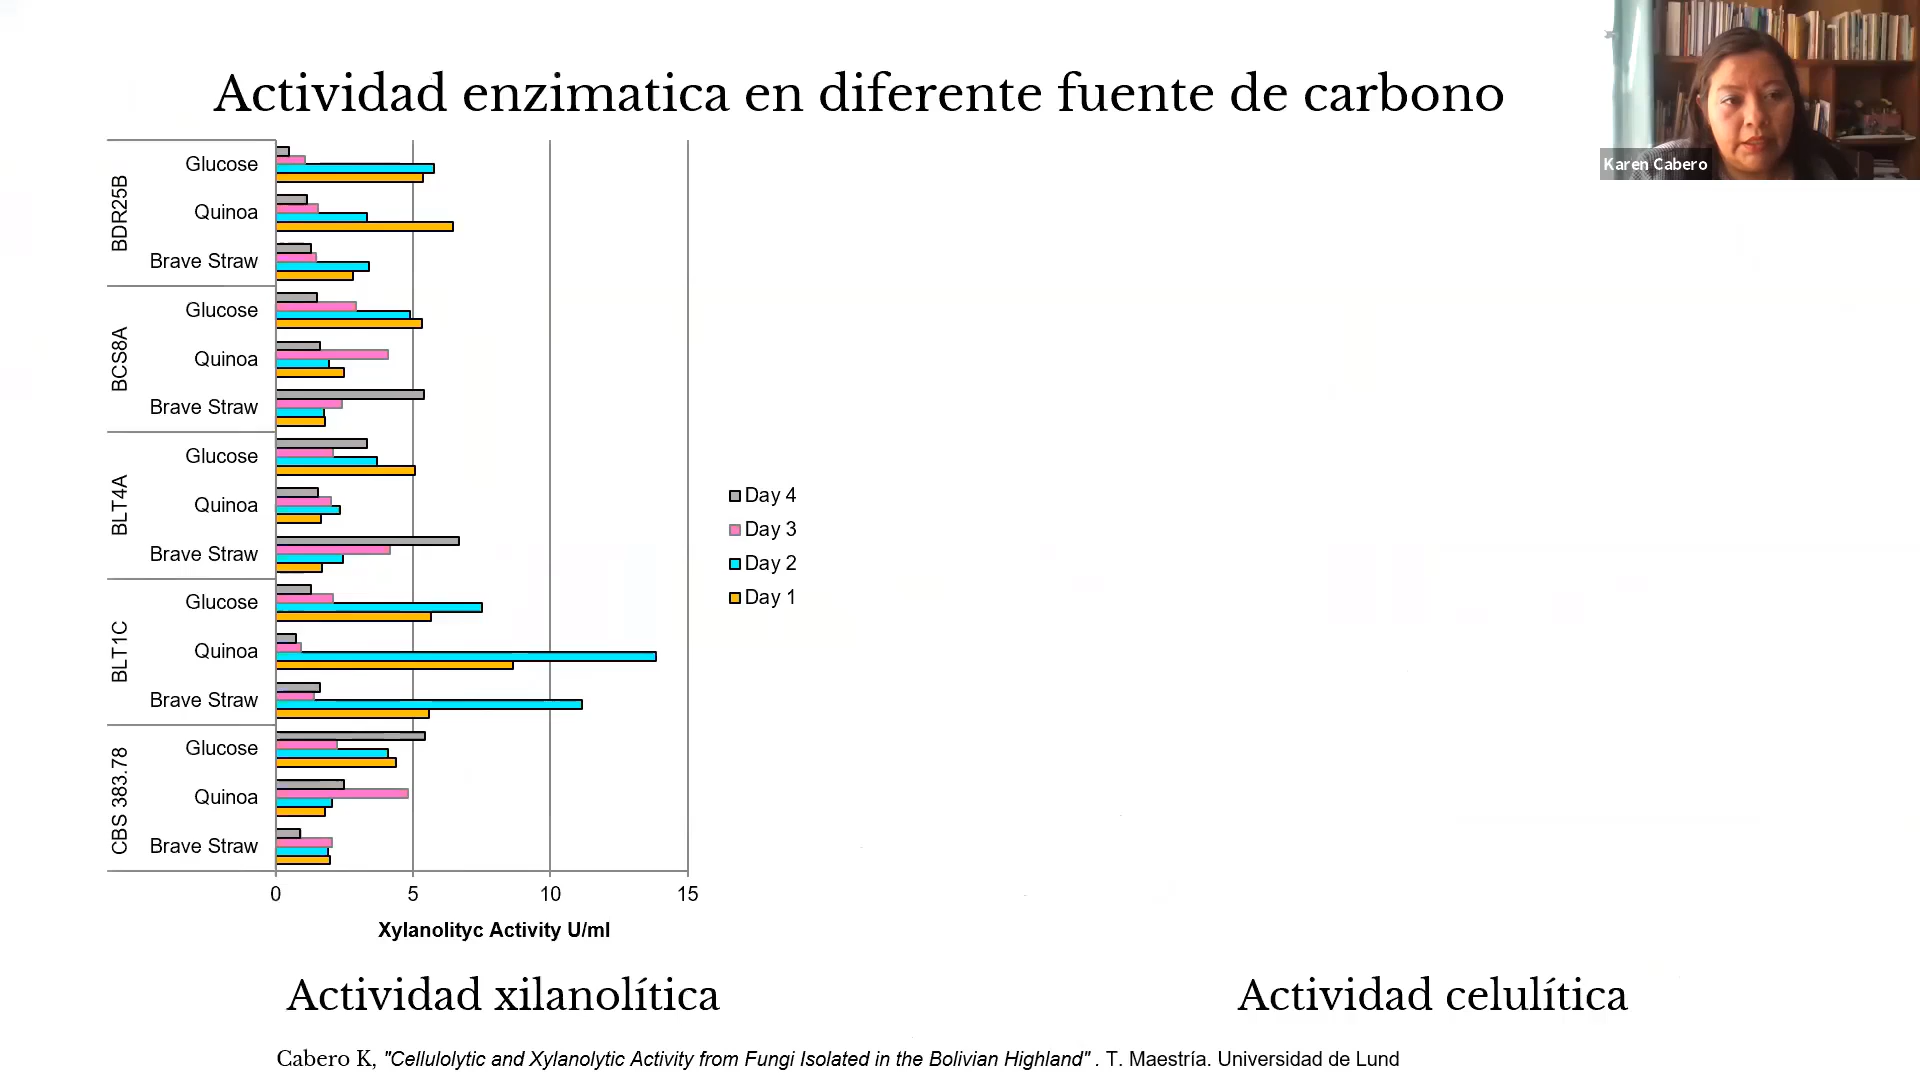 Actividad enzimatica en diferente fuente de carbono
Karen Cabero
BDR25B
Glucose
Quinoa
Brave Straw
BCS8A
Glucose
Quinoa
Brave Straw
BLT4A
Glucose
Quinoa
Brave Straw
BLT1C
Glucose
Quinoa
Brave Straw
CBS 383.78
Glucose
Quinoa
Brave Straw
0 5 10 15
Xylanolityc Activity U/ml
Day 4
Day 3
Day 2
Day 1
Actividad xilanolítica
Actividad celulítica
Cabero K, "Cellulolytic and Xylanolytic Activity from Fungi Isolated in the Bolivian Highland" . T. Maestría. Universidad de Lund